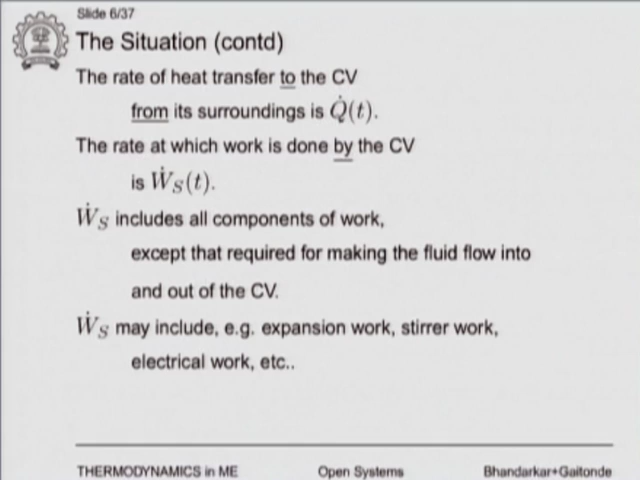 Slide 6/37
The Situation (contd)
The rate of heat transfer to the CV
from its surroundings is Q̇(t).
The rate at which work is done by the CV
is Ẇ_S(t).
Ẇ_S includes all components of work,
except that required for making the fluid flow into
and out of the CV.
Ẇ_S may include, e.g. expansion work, stirrer work,
electrical work, etc..
THERMODYNAMICS in ME Open Systems Bhandarkar+Gaitonde